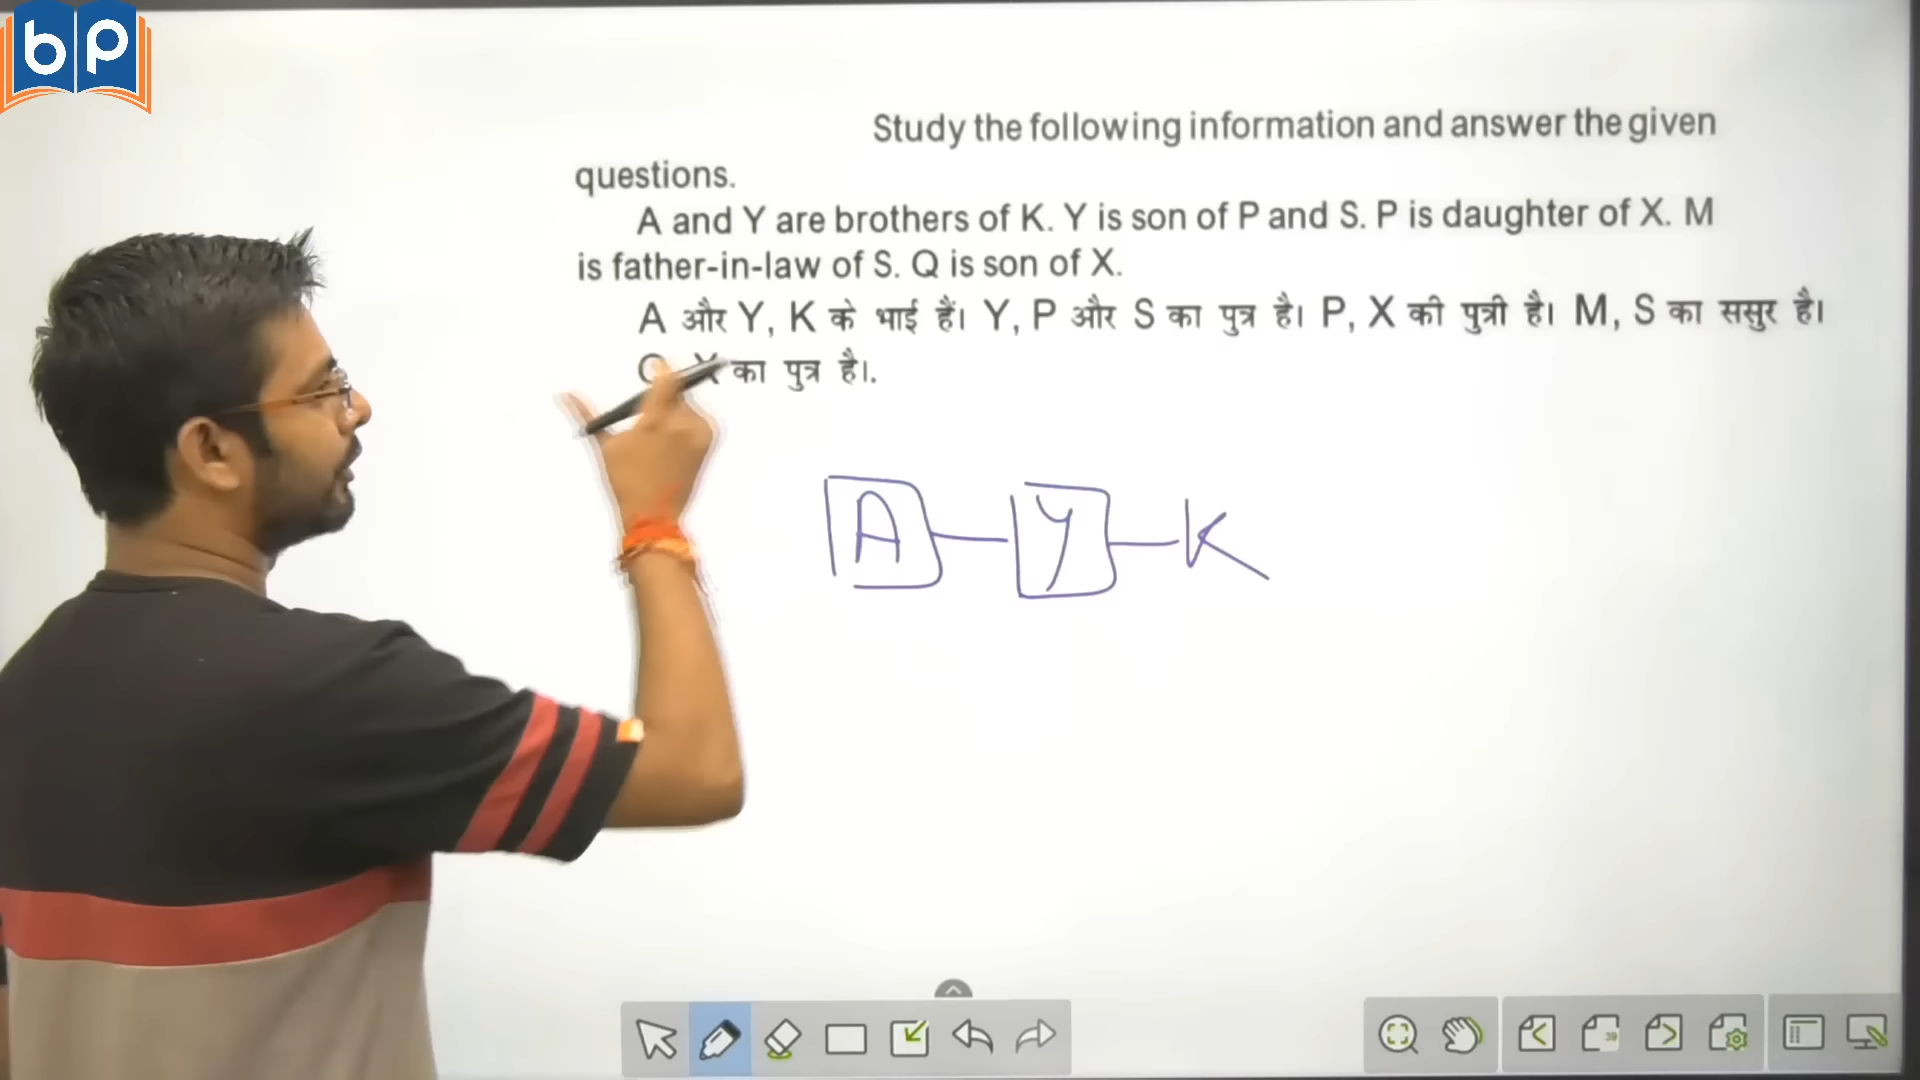 bp
Study the following information and answer the given
questions.
A and Y are brothers of K. Y is son of P and S. P is daughter of X. M
is father-in-law of S. Q is son of X.
A और Y, K के भाई हैं। Y, P और S का पुत्र है। P, X की पुत्री है। M, S का ससुर है।
का पुत्र है।.
A Y K
39